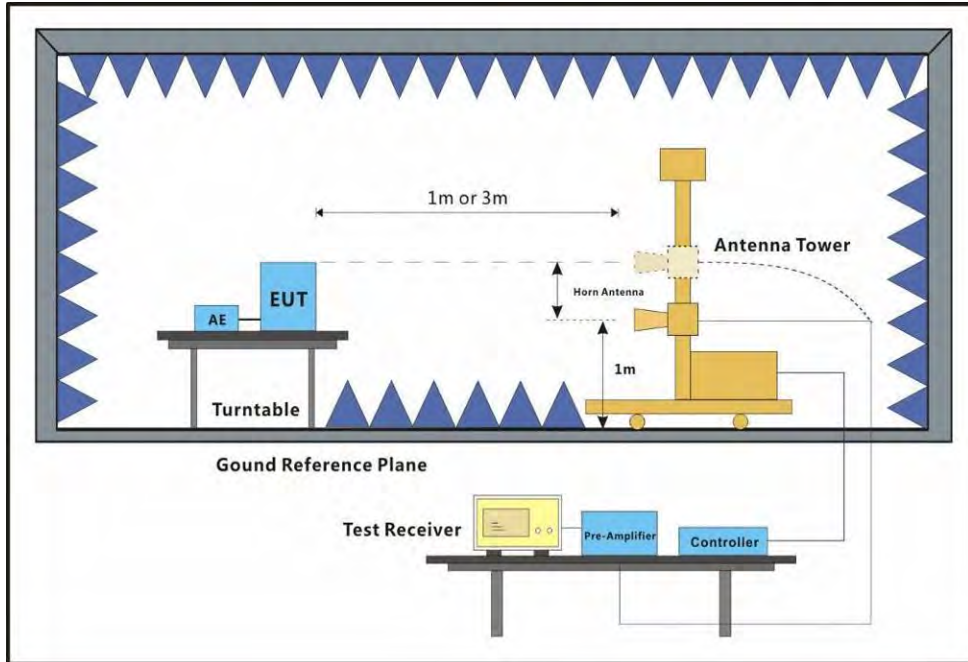 1m or 3m
Antenna Tower
Horn Antenna
EUT
AE
1m
Turntable
Gound Reference Plane
Test Receiver
Pre-Amplifier
Controller